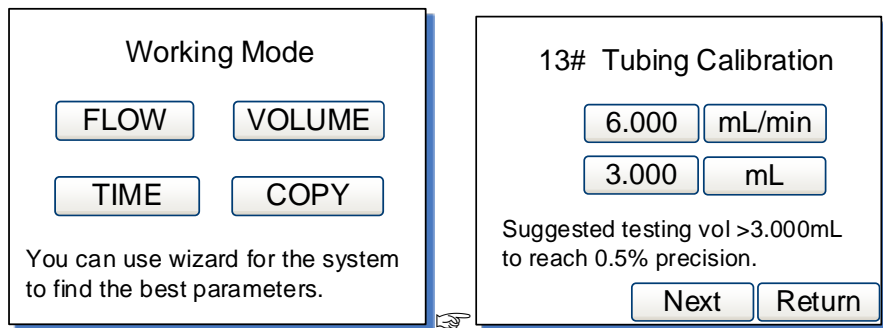 Working Mode
FLOW VOLUME
TIME COPY
You can use wizard for the system
to find the best parameters.
13# Tubing Calibration
6.000 mL/min
3.000 mL
Suggested testing vol >3.000mL
to reach 0.5% precision.
Next Return